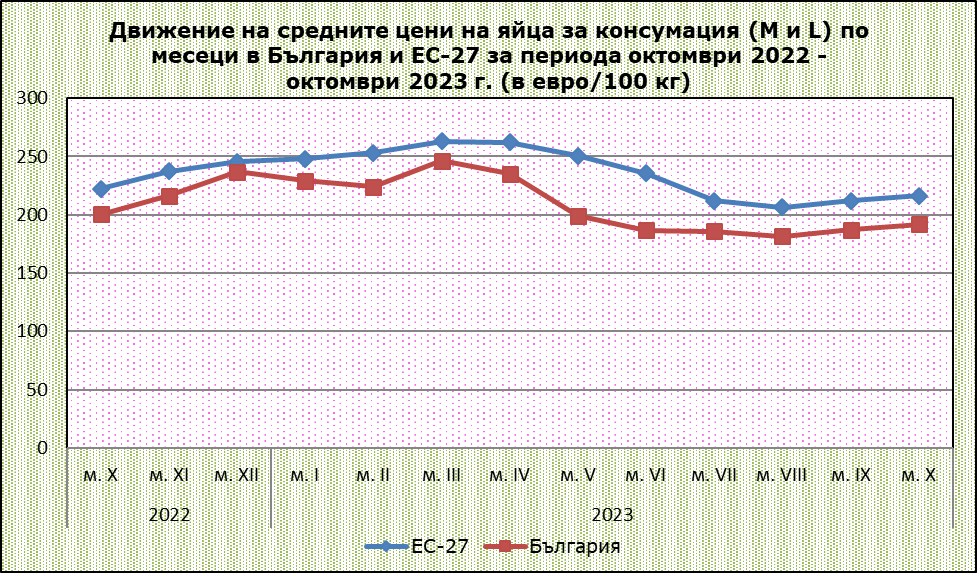 Движение на средните цени на яйца за консумация (M и L) по
месеци в България и ЕС-27 за периода октомври 2022 -
октомври 2023 г. (в евро/100 кг)
300
250
200
150
100
50
0
м. X м. XI м. XII м. I м. II м. III м. IV м. V м. VI м. VII м. VIII м. IX м. X
2022 2023
ЕС-27 България